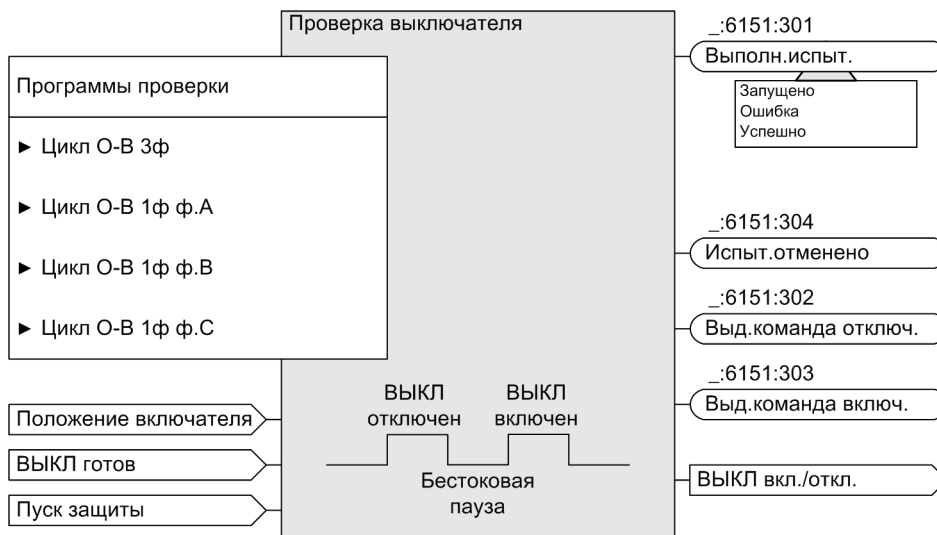 Проверка выключателя
Программы проверки
► Цикл О-В 3ф
► Цикл О-В 1ф ф.А
► Цикл О-В 1ф ф.В
► Цикл О-В 1ф ф.С
Положение включателя
ВЫКЛ готов
Пуск защиты
ВЫКЛ
отключен
ВЫКЛ
включен
Бестоковая
пауза
_:6151:301
Выполн.испыт.
Запущено
Ошибка
Успешно
_:6151:304
Испыт.отменено
_:6151:302
Выд.команда отключ.
_:6151:303
Выд.команда включ.
ВЫКЛ вкл./откл.